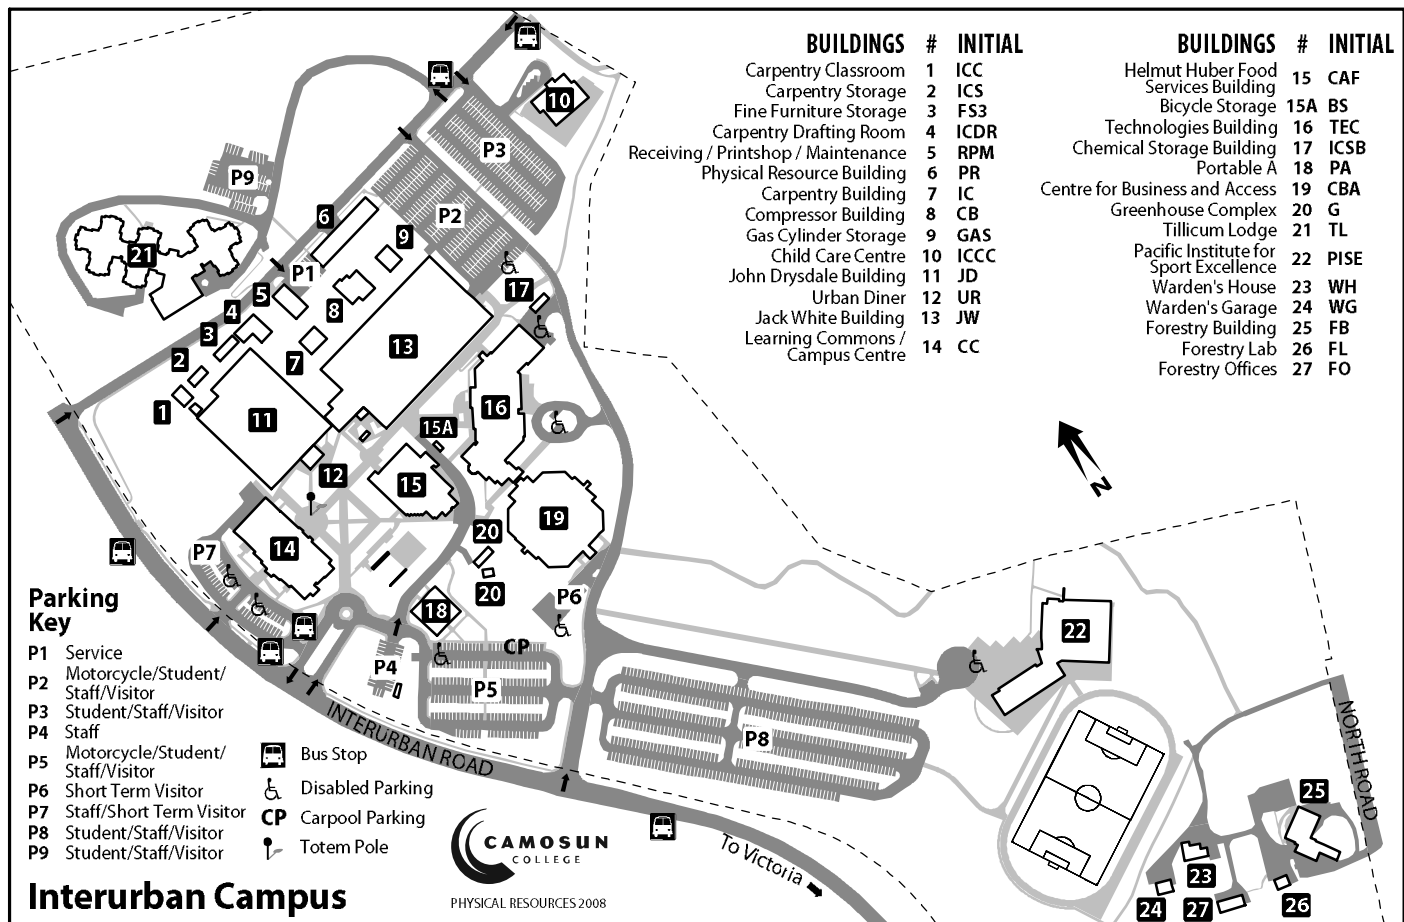 BUILDINGS # INITIAL
Carpentry Classroom 1 ICC
Carpentry Storage 2 ICS
Fine Furniture Storage 3 FS3
Carpentry Drafting Room 4 ICDR
Receiving / Printshop / Maintenance 5 RPM
Physical Resource Building 6 PR
Carpentry Building 7 IC
Compressor Building 8 CB
Gas Cylinder Storage 9 GAS
Child Care Centre 10 ICCC
John Drysdale Building 11 JD
Urban Diner 12 UR
Jack White Building 13 JW
Learning Commons /
Campus Centre 14 CC
BUILDINGS # INITIAL
Helmut Huber Food
Services Building 15 CAF
Bicycle Storage 15A BS
Technologies Building 16 TEC
Chemical Storage Building 17 ICSB
Portable A 18 PA
Centre for Business and Access 19 CBA
Greenhouse Complex 20 G
Tillicum Lodge 21 TL
Pacific Institute for
Sport Excellence 22 PISE
Warden's House 23 WH
Warden's Garage 24 WG
Forestry Building 25 FB
Forestry Lab 26 FL
Forestry Offices 27 FO
10
P3
P9
P2
6
9
21
P1
17
5
8
4
3
13
2
7
1
11
16
15A
12
15
19
20
14
P7
20
P6
18
22
CP
P4
P5
P8
25
23
24
27
26
N
INTERURBAN ROAD
NORTH ROAD
To Victoria
Parking
Key
P1 Service
P2 Motorcycle/Student/
Staff/Visitor
P3 Student/Staff/Visitor
P4 Staff
P5 Motorcycle/Student/
Staff/Visitor
P6 Short Term Visitor
P7 Staff/Short Term Visitor
P8 Student/Staff/Visitor
P9 Student/Staff/Visitor
Bus Stop
Disabled Parking
CP Carpool Parking
Totem Pole
CAMOSUN
COLLEGE
Interurban Campus
PHYSICAL RESOURCES 2008